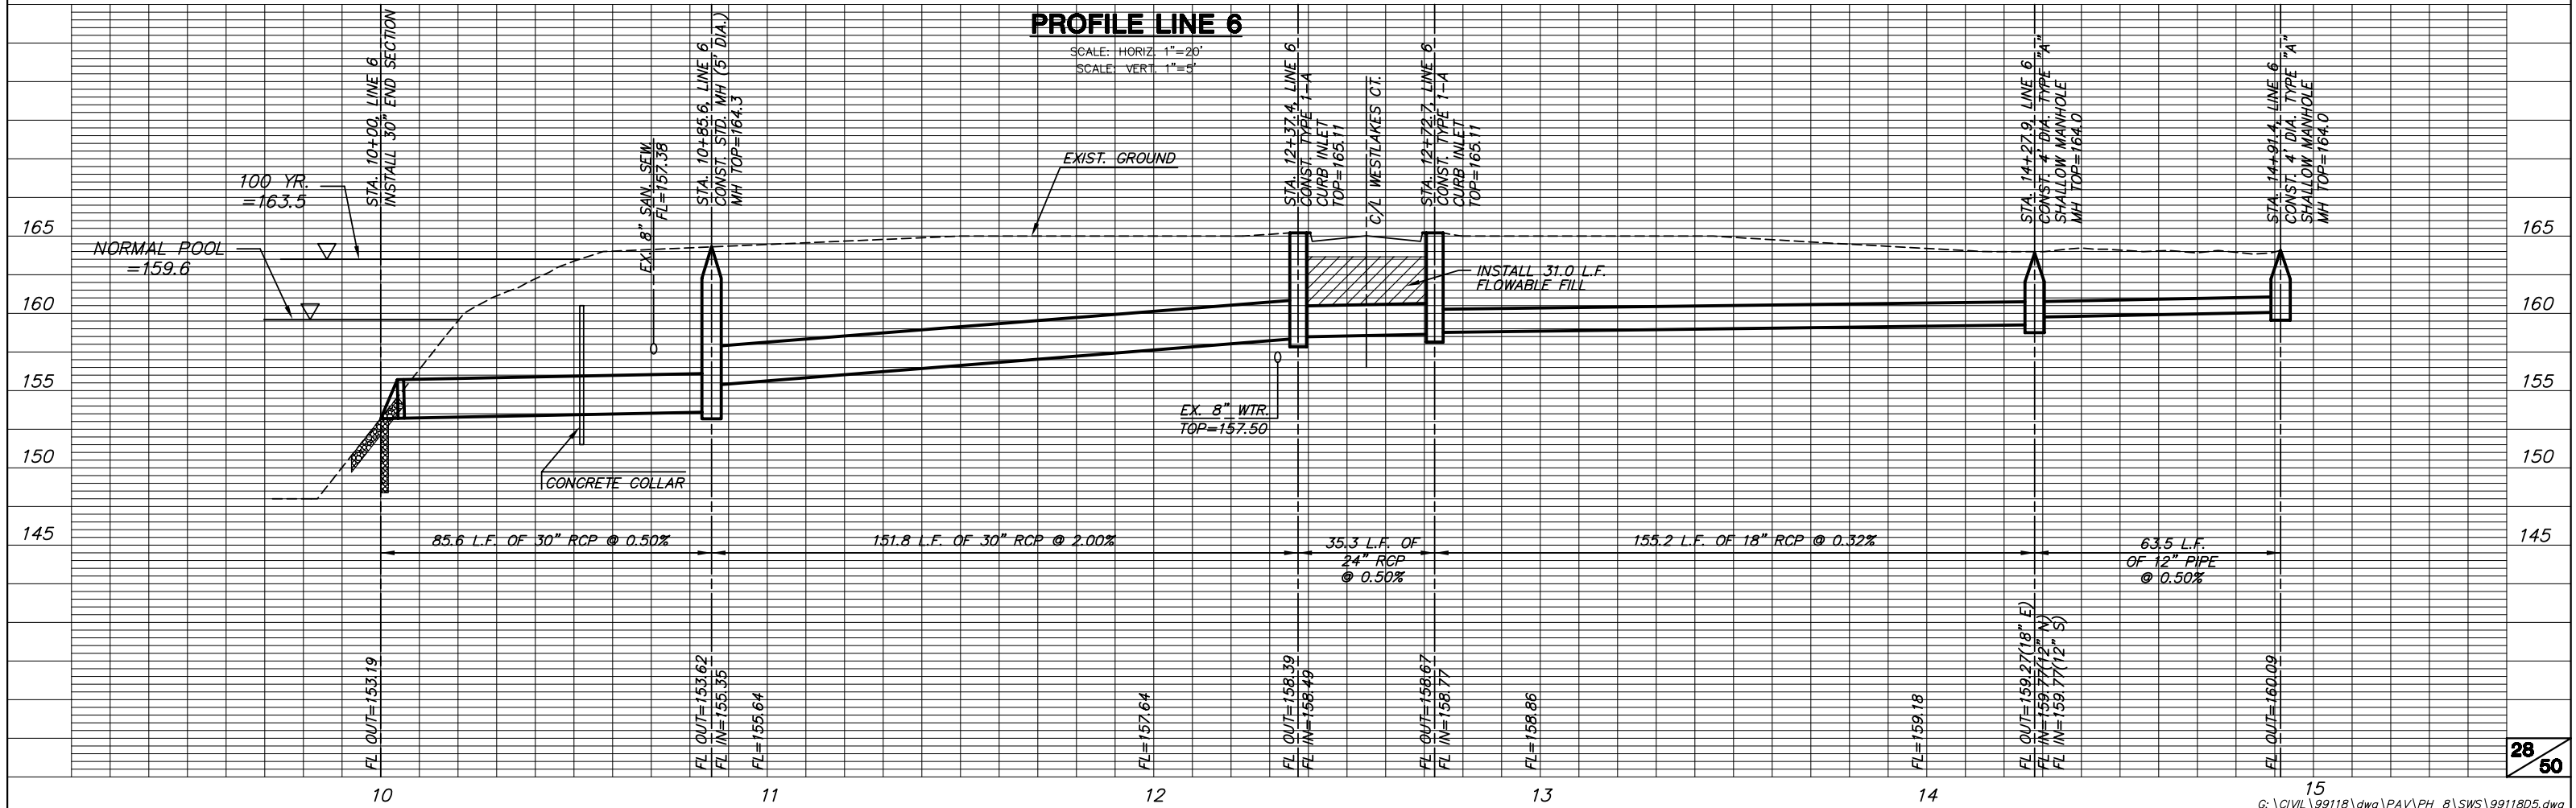 PROFILE LINE 6
SCALE: HORIZ. 1"=20'
SCALE: VERT. 1"=5'
STA. 10+00, LINE 6
INSTALL 30" END SECTION
100 YR.
=163.5
NORMAL POOL
=159.6
EX. 8" SAN. SEW.
FL=157.38
STA. 10+85.6, LINE 6
CONST. STD. MH (5' DIA.)
MH TOP=164.3
EXIST. GROUND
STA. 12+37.4, LINE 6
CONST. TYPE 1-A
CURB INLET
TOP=165.11
C/L WESTLAKES CT.
STA. 12+72.7, LINE 6
CONST. TYPE 1-A
CURB INLET
TOP=165.11
INSTALL 31.0 L.F.
FLOWABLE FILL
STA. 14+27.9, LINE 6
CONST. 4' DIA. TYPE "A"
SHALLOW MANHOLE
MH TOP=164.0
STA. 14+91.4, LINE 6
CONST. 4' DIA. TYPE "A"
SHALLOW MANHOLE
MH TOP=164.0
165
160
155
150
145
165
160
155
150
145
EX. 8" WTR.
TOP=157.50
CONCRETE COLLAR
85.6 L.F. OF 30" RCP @ 0.50%
151.8 L.F. OF 30" RCP @ 2.00%
35.3 L.F. OF
24" RCP
@ 0.50%
155.2 L.F. OF 18" RCP @ 0.32%
63.5 L.F.
OF 12" PIPE
@ 0.50%
FL OUT=153.19
FL OUT=153.62
FL IN=155.35
FL=155.64
FL=157.64
FL OUT=158.39
FL IN=158.49
FL OUT=158.67
FL IN=158.77
FL=158.86
FL=159.18
FL OUT=159.27(18" E)
FL IN=159.77(12" N)
FL IN=159.77(12" S)
FL OUT=160.09
10
11
12
13
14
15
28
50
G:\CIVIL\99118\dwg\PAV\PH_8\SWS\99118D5.dwg